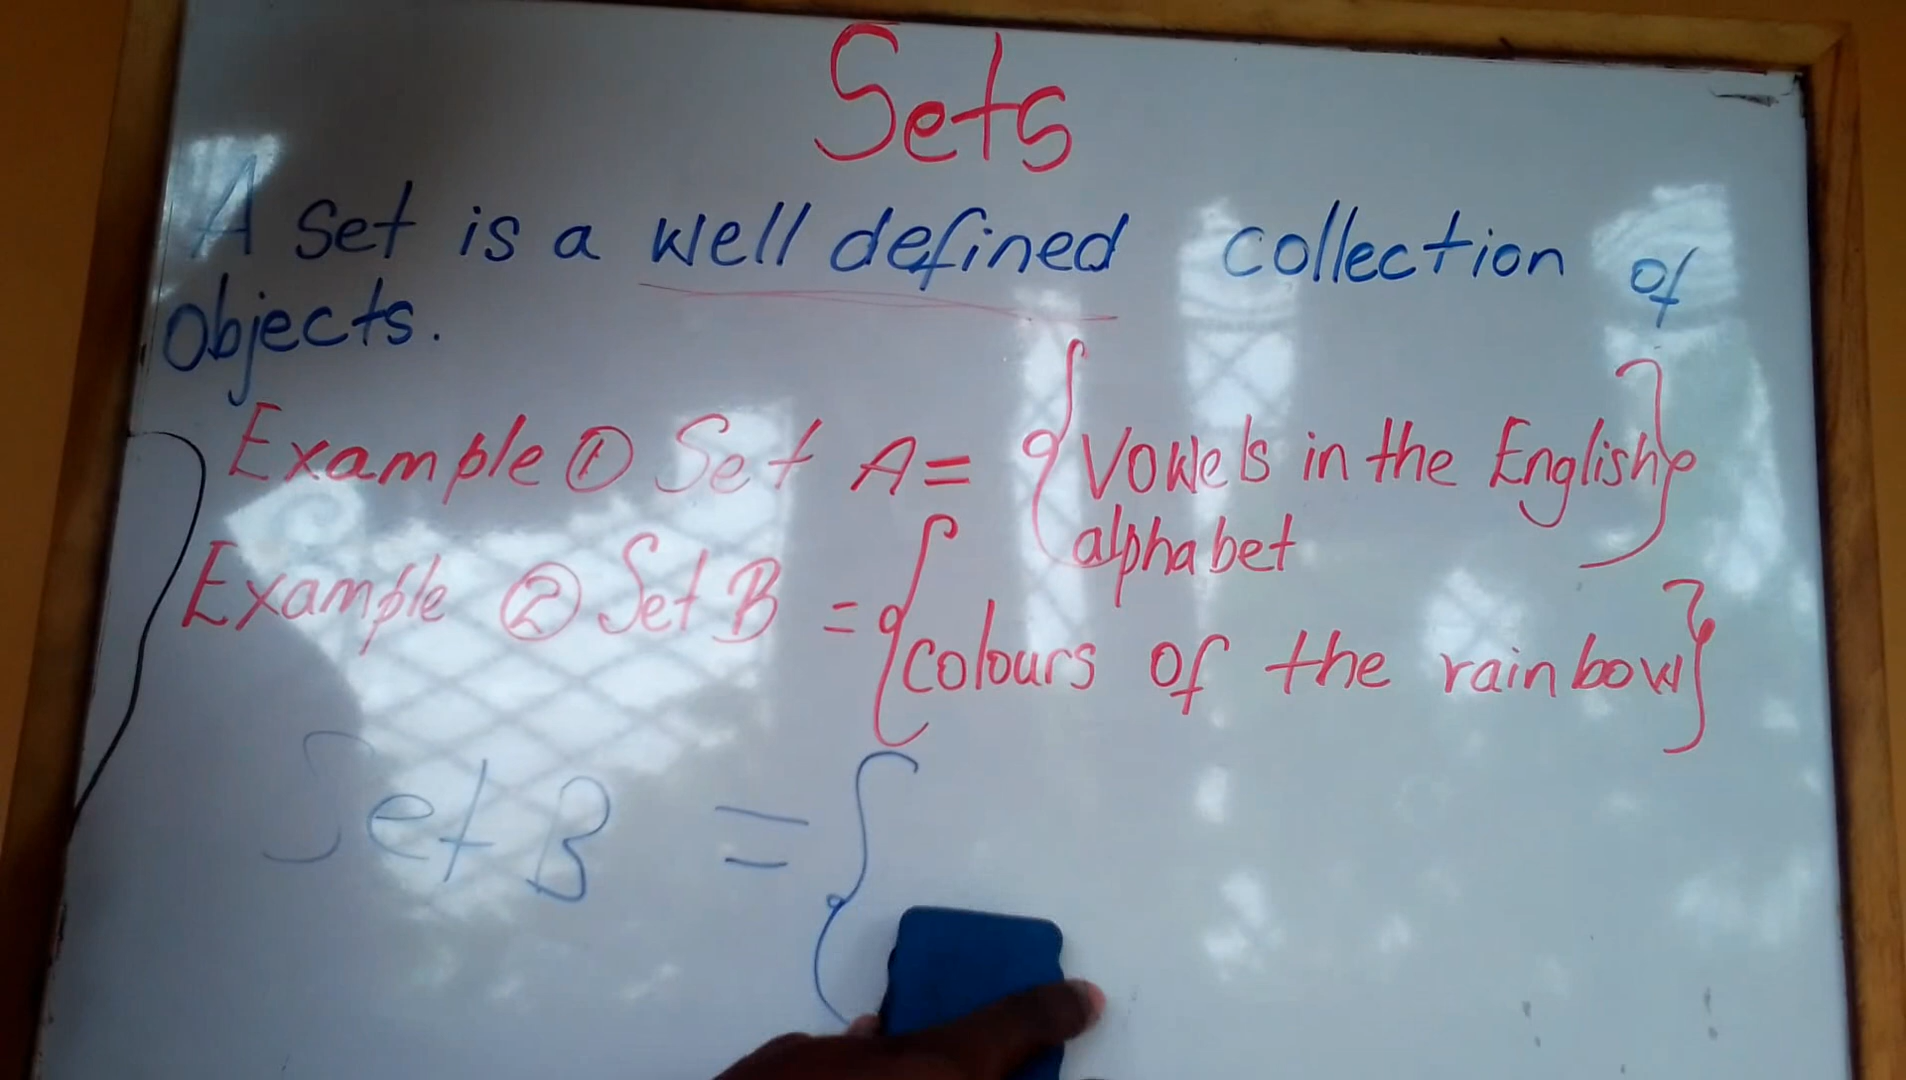 Sets
A Set is a well defined collection of
objects.
Example ① Set A = {Vowels in the English}
alphabet
Example ② Set B = {colours of the rainbow}
Set B = {